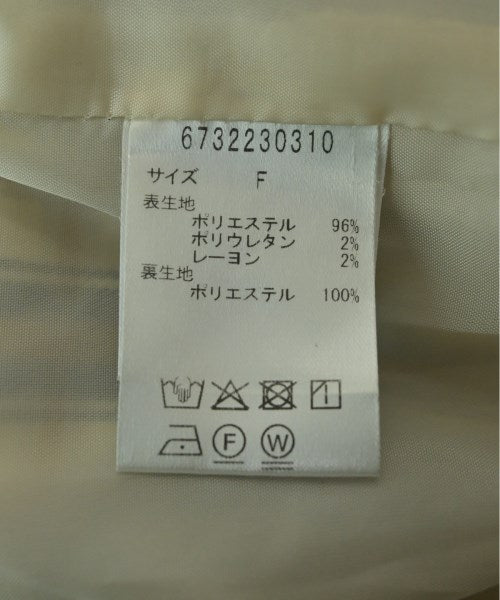 6732230310
サイズ F
表生地
ポリエステル 96%
ポリウレタン 2%
レーヨン 2%
裏生地
ポリエステル 100%
F W